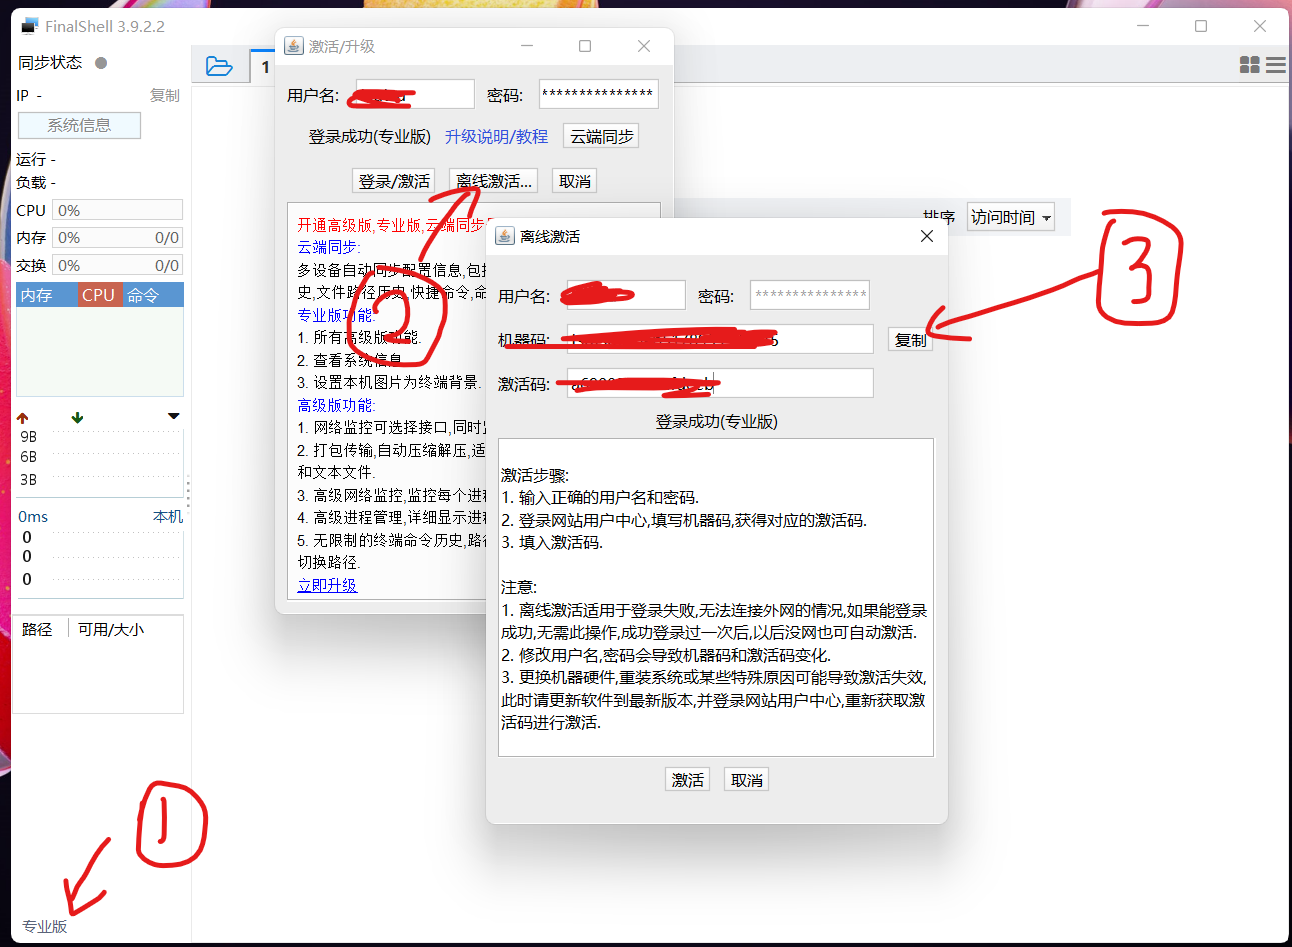 FinalShell 3.9.2.2
同步状态
IP -
复制
系统信息
运行 -
负载 -
CPU 0%
内存 0% 0/0
交换 0% 0/0
内存 CPU 命令
9B
6B
3B
0ms 本机
0
0
0
路径 可用/大小
专业版
1
排序 访问时间
激活/升级
用户名:
密码: ***************
登录成功(专业版) 升级说明/教程 云端同步
登录/激活 离线激活... 取消
开通高级版,专业版,云端同步
云端同步:
多设备自动同步配置信息,包括
史,文件路径历史,快捷命令,命
专业版功能:
1. 所有高级版功能.
2. 查看系统信息
3. 设置本机图片为终端背景.
高级版功能:
1. 网络监控可选择接口,同时
2. 打包传输,自动压缩解压,适
和文本文件.
3. 高级网络监控,监控每个进程
4. 高级进程管理,详细显示进程
5. 无限制的终端命令历史,路径
切换路径.
立即升级
离线激活
用户名:
密码: ***************
机器码: 5 复制
激活码:
登录成功(专业版)
激活步骤:
1. 输入正确的用户名和密码.
2. 登录网站用户中心,填写机器码,获得对应的激活码.
3. 填入激活码.
注意:
1. 离线激活适用于登录失败,无法连接外网的情况,如果能登录
成功,无需此操作,成功登录过一次后,以后没网也可自动激活.
2. 修改用户名,密码会导致机器码和激活码变化.
3. 更换机器硬件,重装系统或某些特殊原因可能导致激活失效,
此时请更新软件到最新版本,并登录网站用户中心,重新获取激
活码进行激活.
激活 取消
1
2
3